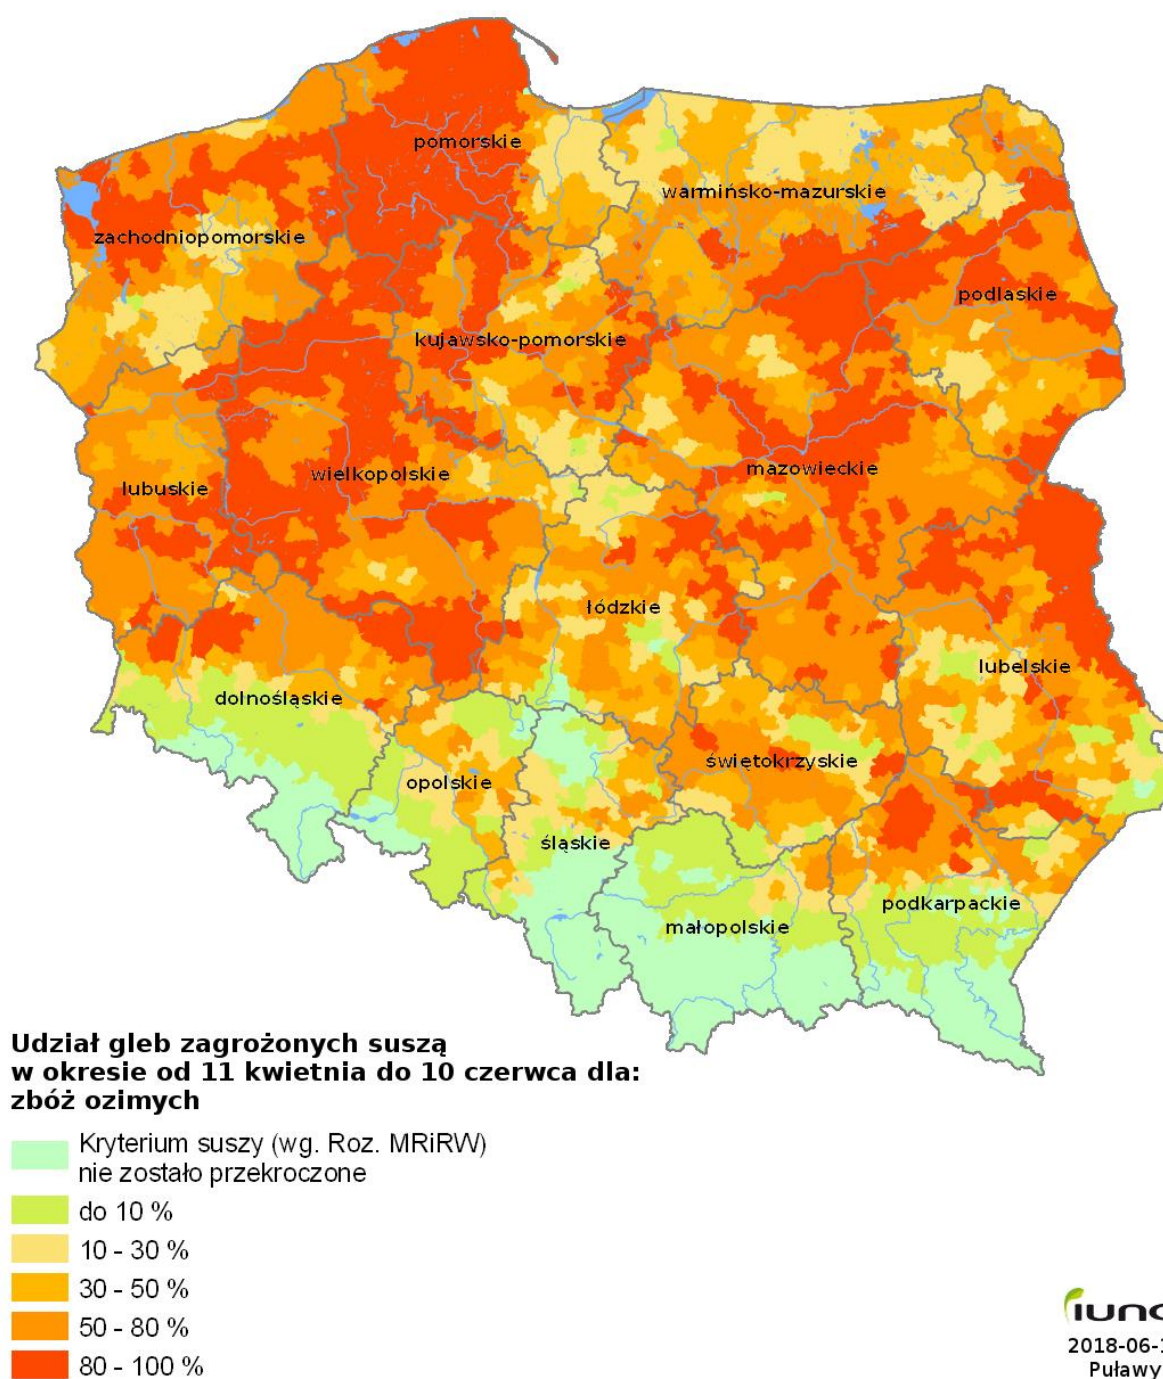 pomorskie
warmińsko-mazurskie
zachodniopomorskie
podlaskie
kujawsko-pomorskie
mazowieckie
wielkopolskie
lubuskie
łódzkie
lubelskie
dolnośląskie
świętokrzyskie
opolskie
śląskie
podkarpackie
małopolskie
Udział gleb zagrożonych suszą
w okresie od 11 kwietnia do 10 czerwca dla:
zbóż ozimych
Kryterium suszy (wg. Roz. MRiRW)
nie zostało przekroczone
do 10 %
10 - 30 %
30 - 50 %
50 - 80 %
80 - 100 %
Puławy